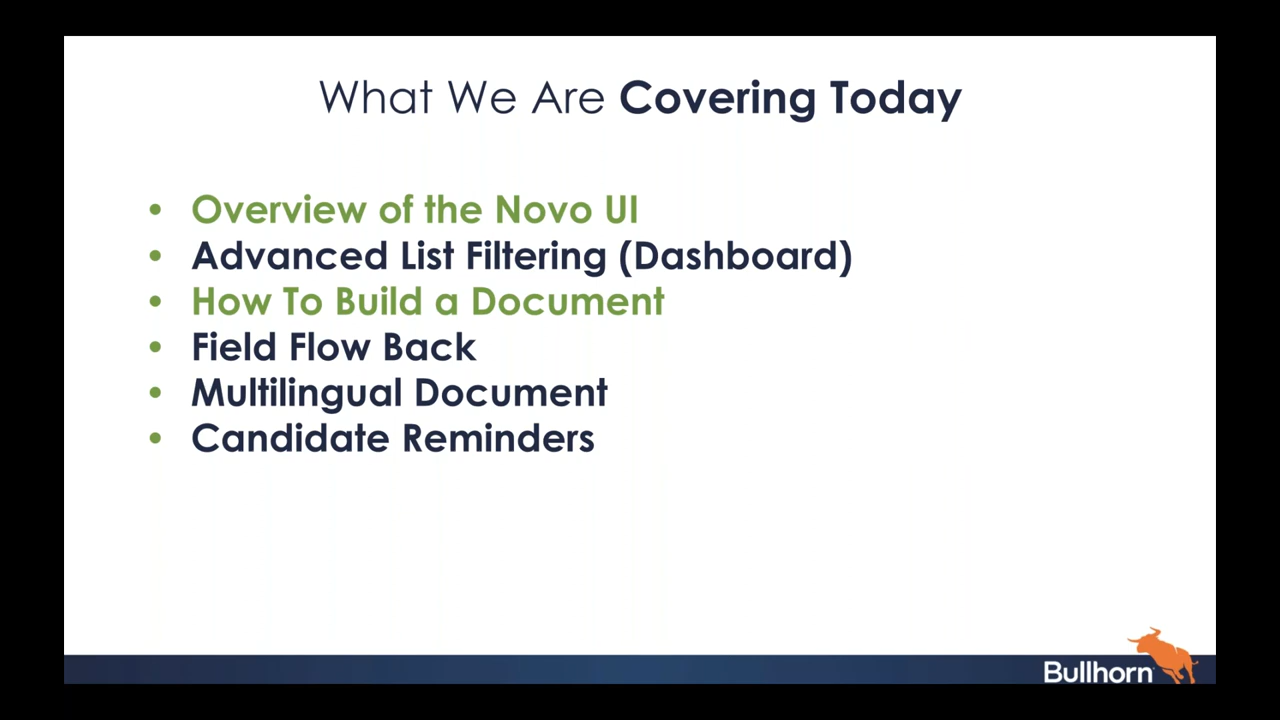 What We Are Covering Today
• Overview of the Novo UI
• Advanced List Filtering (Dashboard)
• How To Build a Document
• Field Flow Back
• Multilingual Document
• Candidate Reminders
Bullhorn